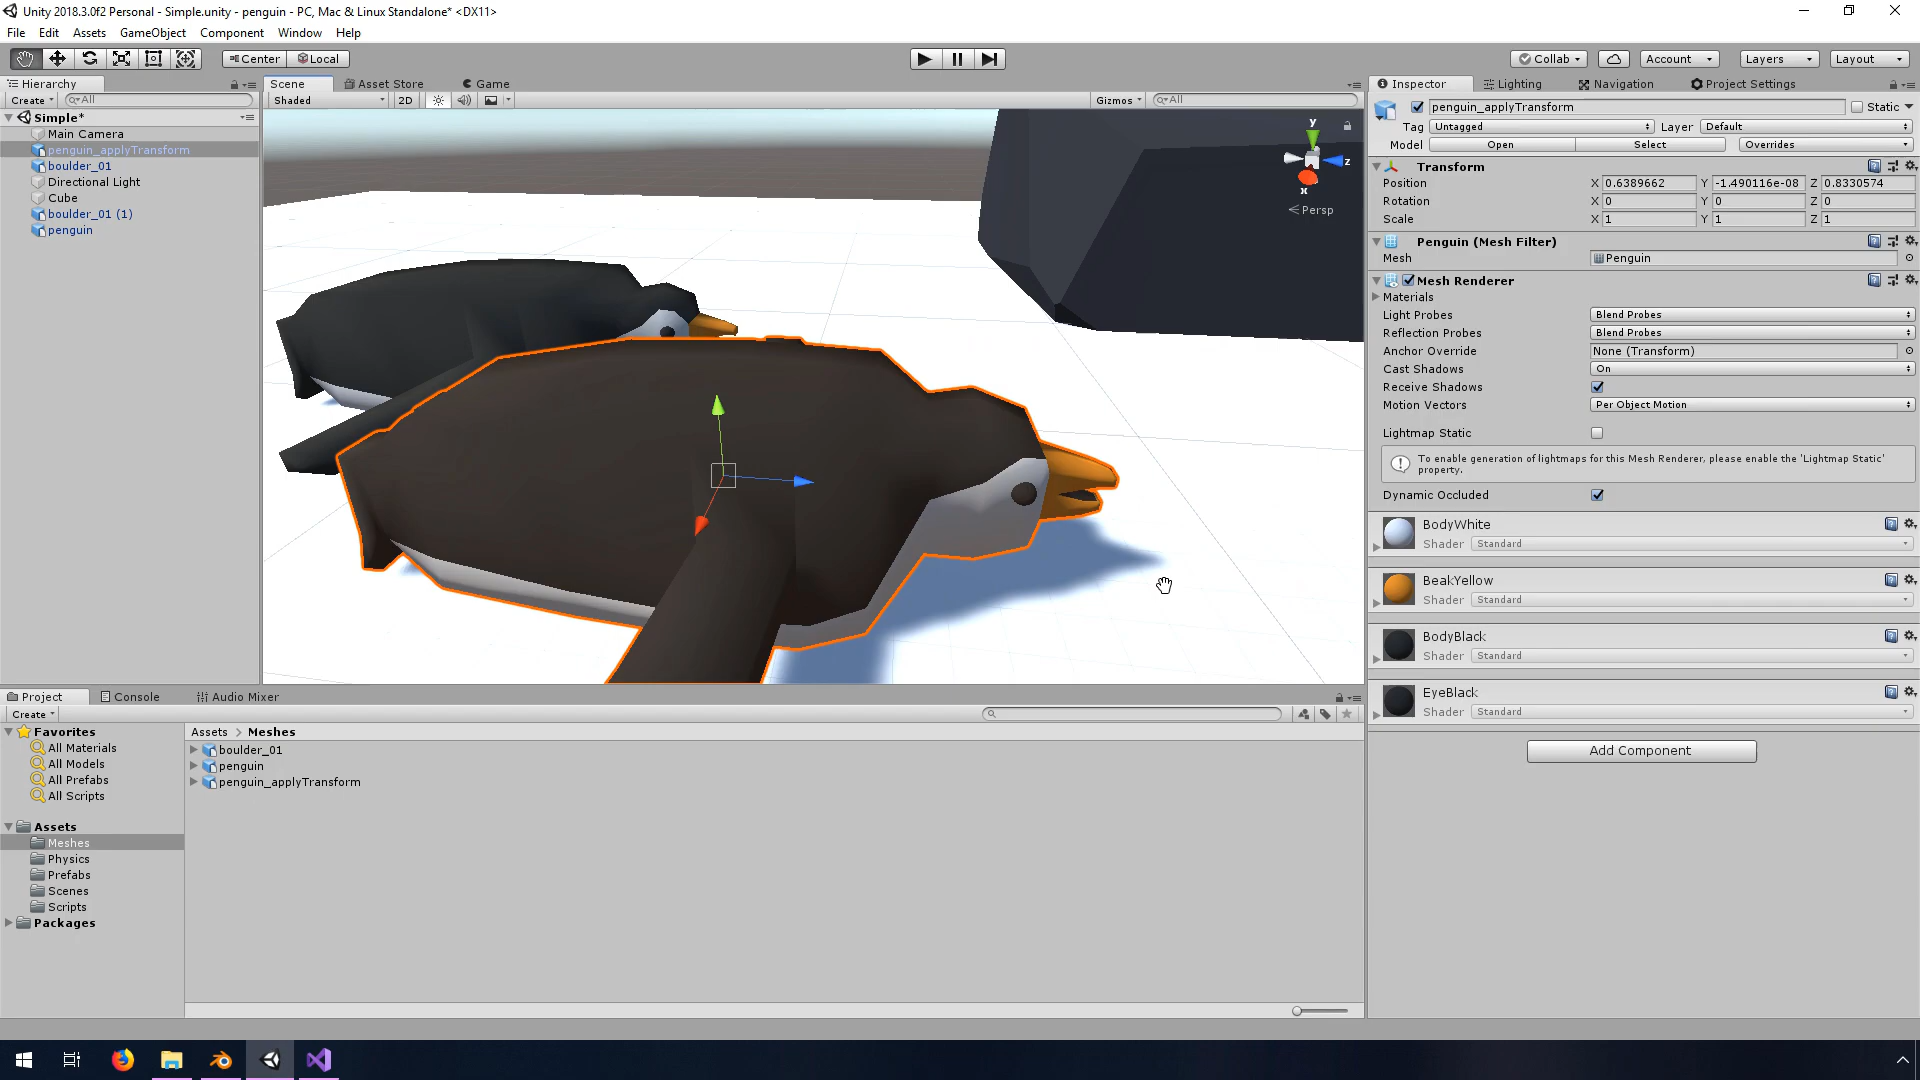 Unity 2018.3.0f2 Personal - Simple.unity - penguin - PC, Mac & Linux Standalone* <DX11>
File Edit Assets GameObject Component Window Help
Center Local Collab Account Layers Layout
Hierarchy
Create All
Simple*
Main Camera
penguin_applyTransform
boulder_01
Directional Light
Cube
boulder_01 (1)
penguin
Scene Asset Store Game
Shaded 2D Gizmos All
y
z
x
Persp
Inspector Lighting Navigation Project Settings
penguin_applyTransform Static
Tag Untagged Layer Default
Model Open Select Overrides
Transform
Position X 0.6389662 Y -1.490116e-08 Z 0.8330574
Rotation X 0 Y 0 Z 0
Scale X 1 Y 1 Z 1
Penguin (Mesh Filter)
Mesh Penguin
Mesh Renderer
Materials
Light Probes Blend Probes
Reflection Probes Blend Probes
Anchor Override None (Transform)
Cast Shadows On
Receive Shadows
Motion Vectors Per Object Motion
Lightmap Static
To enable generation of lightmaps for this Mesh Renderer, please enable the 'Lightmap Static'
property.
Dynamic Occluded
BodyWhite
Shader Standard
BeakYellow
Shader Standard
BodyBlack
Shader Standard
EyeBlack
Shader Standard
Add Component
Project Console Audio Mixer
Create
Favorites
All Materials
All Models
All Prefabs
All Scripts
Assets
Meshes
Physics
Prefabs
Scenes
Scripts
Packages
Assets > Meshes
boulder_01
penguin
penguin_applyTransform